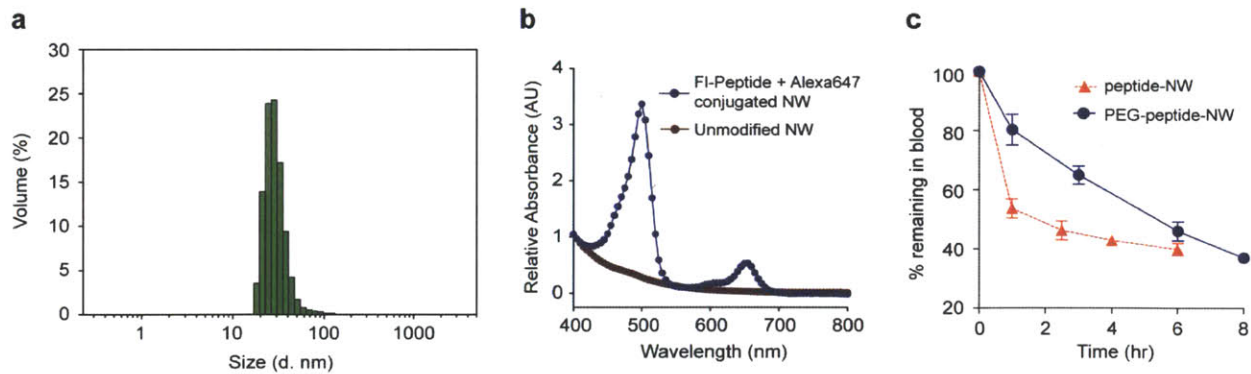 a
30
25
20
15
10
5
0
Volume (%)
1 10 100 1000
Size (d. nm)
b
4
3
2
1
0
Relative Absorbance (AU)
FI-Peptide + Alexa647
conjugated NW
Unmodified NW
400 500 600 700 800
Wavelength (nm)
c
100
80
60
40
20
% remaining in blood
peptide-NW
PEG-peptide-NW
0 2 4 6 8
Time (hr)